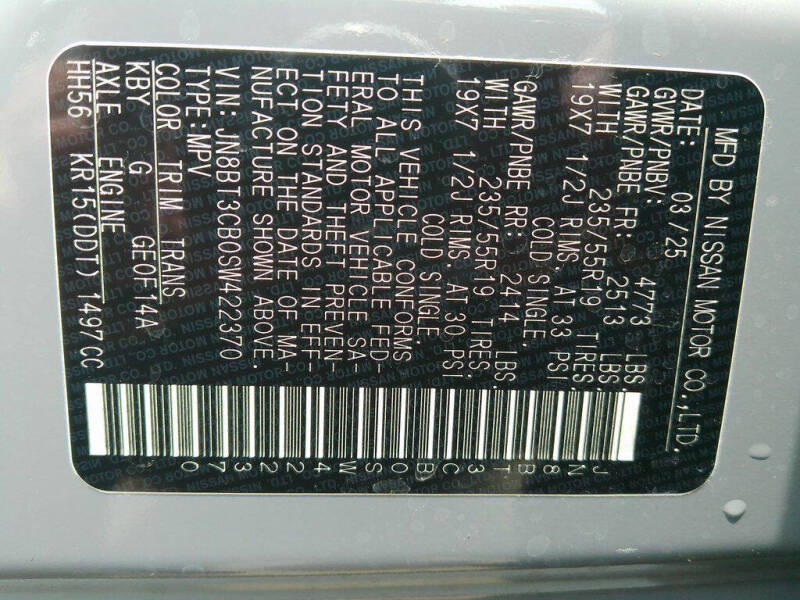 MFD BY NISSAN MOTOR CO.,LTD.
DATE: 03/25
GVWR/PNBV: 4773 LBS
GAWR/PNBE FR: 2513 LBS
WITH 235/55R19 TIRES,
19X7 1/2J RIMS, AT 33 PSI
COLD SINGLE,
GAWR/PNBE RR: 2414 LBS
WITH 235/55R19 TIRES,
19X7 1/2J RIMS, AT 30 PSI
COLD SINGLE,
THIS VEHICLE CONFORMS
TO ALL APPLICABLE FED-
ERAL MOTOR VEHICLE SA-
FETY AND THEFT PREVEN-
TION STANDARDS IN EFF-
ECT ON THE DATE OF MA-
NUFACTURE SHOWN ABOVE.
VIN: JN8BT3CB0SW422370
TYPE: MPV
COLOR TRIM TRANS
KBY G GE0F14A
AXLE ENGINE
HH56 KR15(DDT) 1497CC
JN8BT3CB0SW422370